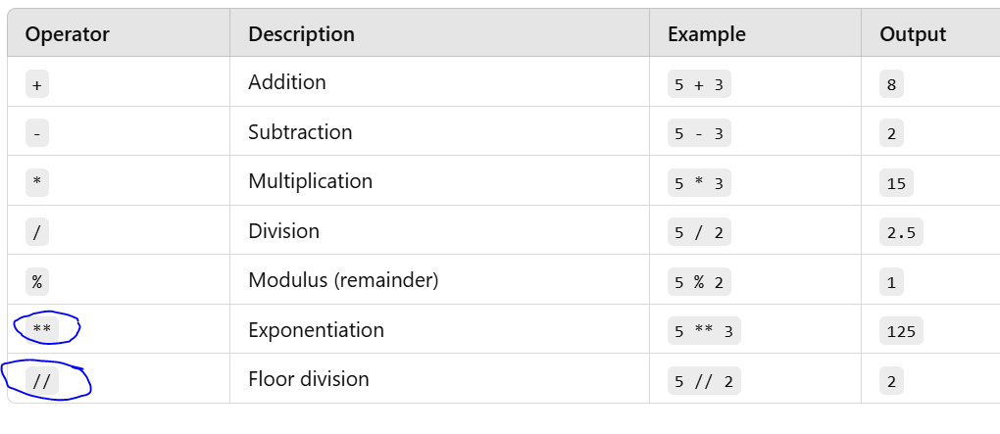 Operator Description Example Output
+ Addition 5 + 3 8
- Subtraction 5 - 3 2
* Multiplication 5 * 3 15
/ Division 5 / 2 2.5
% Modulus (remainder) 5 % 2 1
** Exponentiation 5 ** 3 125
// Floor division 5 // 2 2